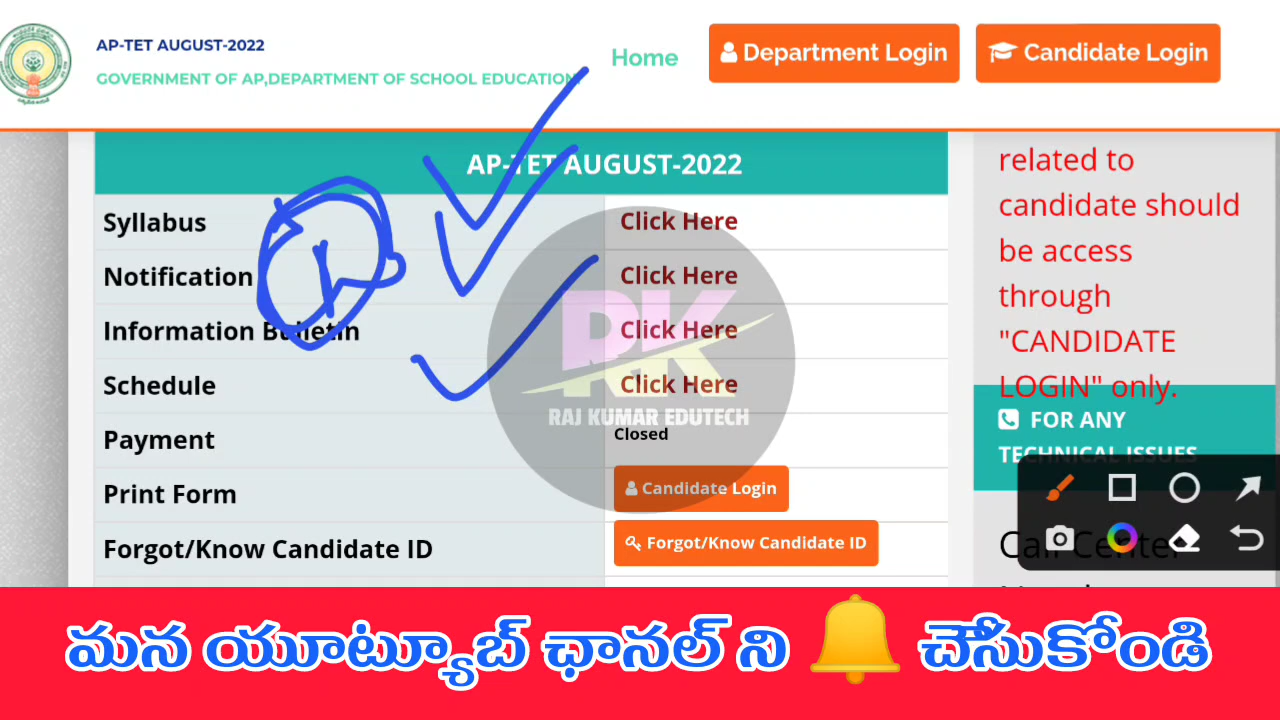 AP-TET AUGUST-2022
GOVERNMENT OF AP,DEPARTMENT OF SCHOOL EDUCATION.
Home
Department Login
Candidate Login
AP-TET AUGUST-2022
Syllabus Click Here
Notification Click Here
Information Bulletin Click Here
Schedule Click Here
Payment Closed
Print Form Candidate Login
Forgot/Know Candidate ID Forgot/Know Candidate ID
related to
candidate should
be access
through
"CANDIDATE
LOGIN" only.
FOR ANY
TECHNICAL ISSUES
Call Center
RK
RAJ KUMAR EDUTECH
మన యూట్యూబ్ ఛానల్ ని 🔔 చేసుకోండి